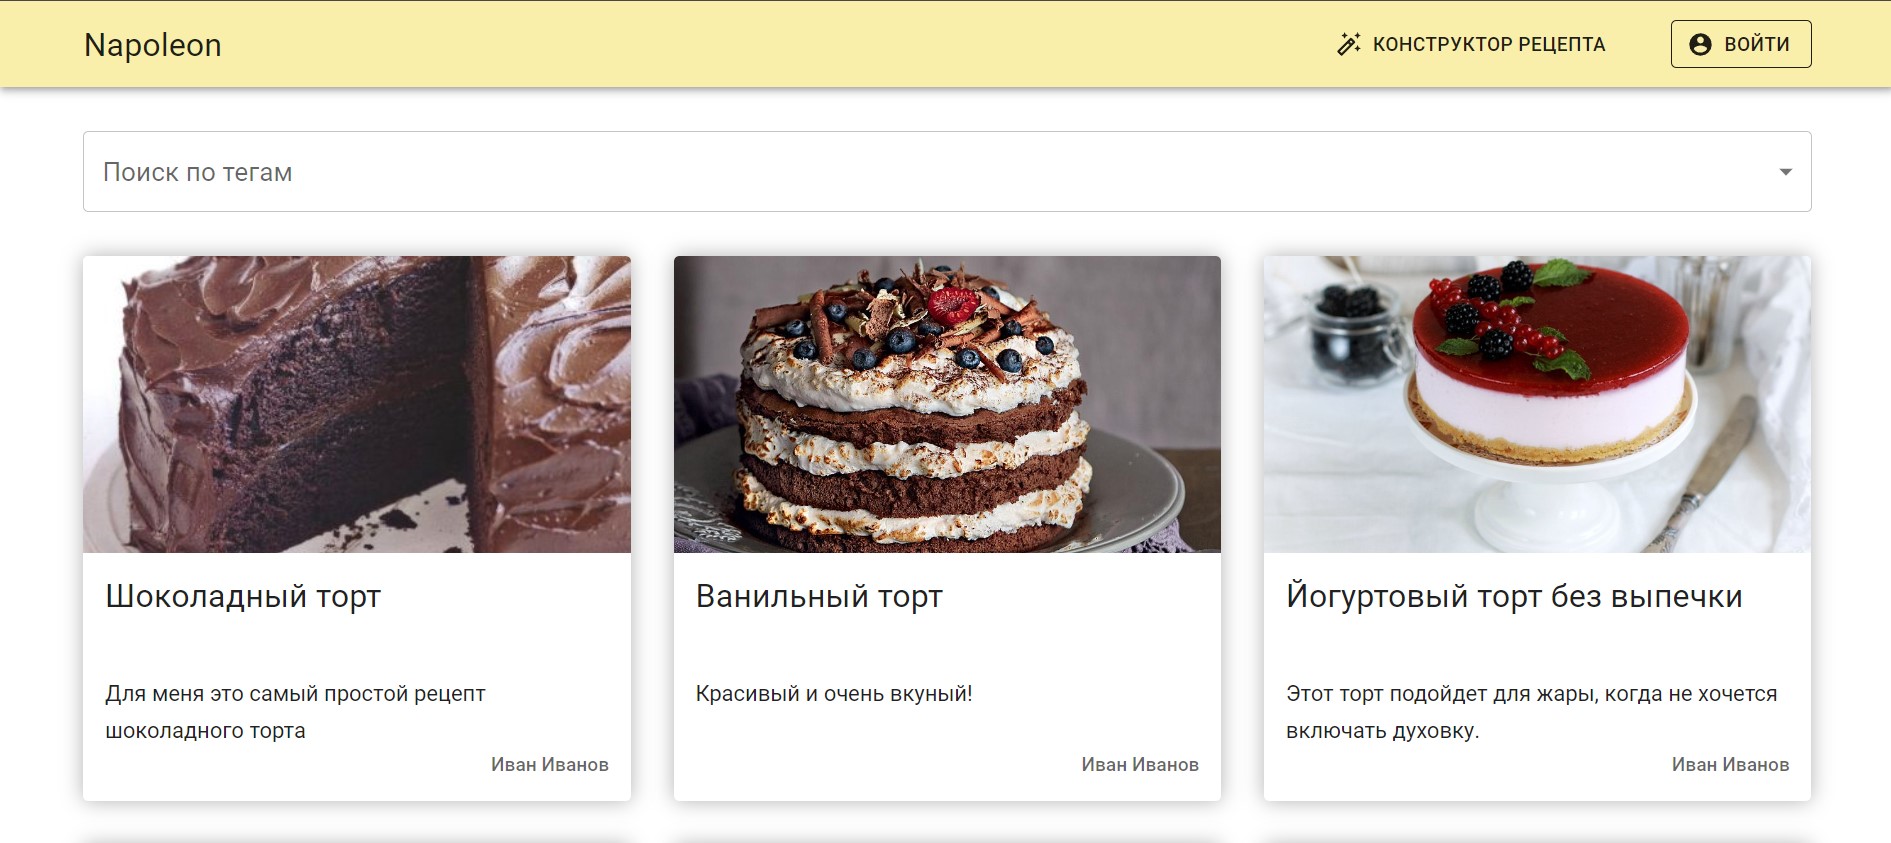 Napoleon
КОНСТРУКТОР РЕЦЕПТА
ВОЙТИ
Поиск по тегам
Шоколадный торт
Для меня это самый простой рецепт
шоколадного торта
Иван Иванов
Ванильный торт
Красивый и очень вкуный!
Иван Иванов
Йогуртовый торт без выпечки
Этот торт подойдет для жары, когда не хочется
включать духовку.
Иван Иванов